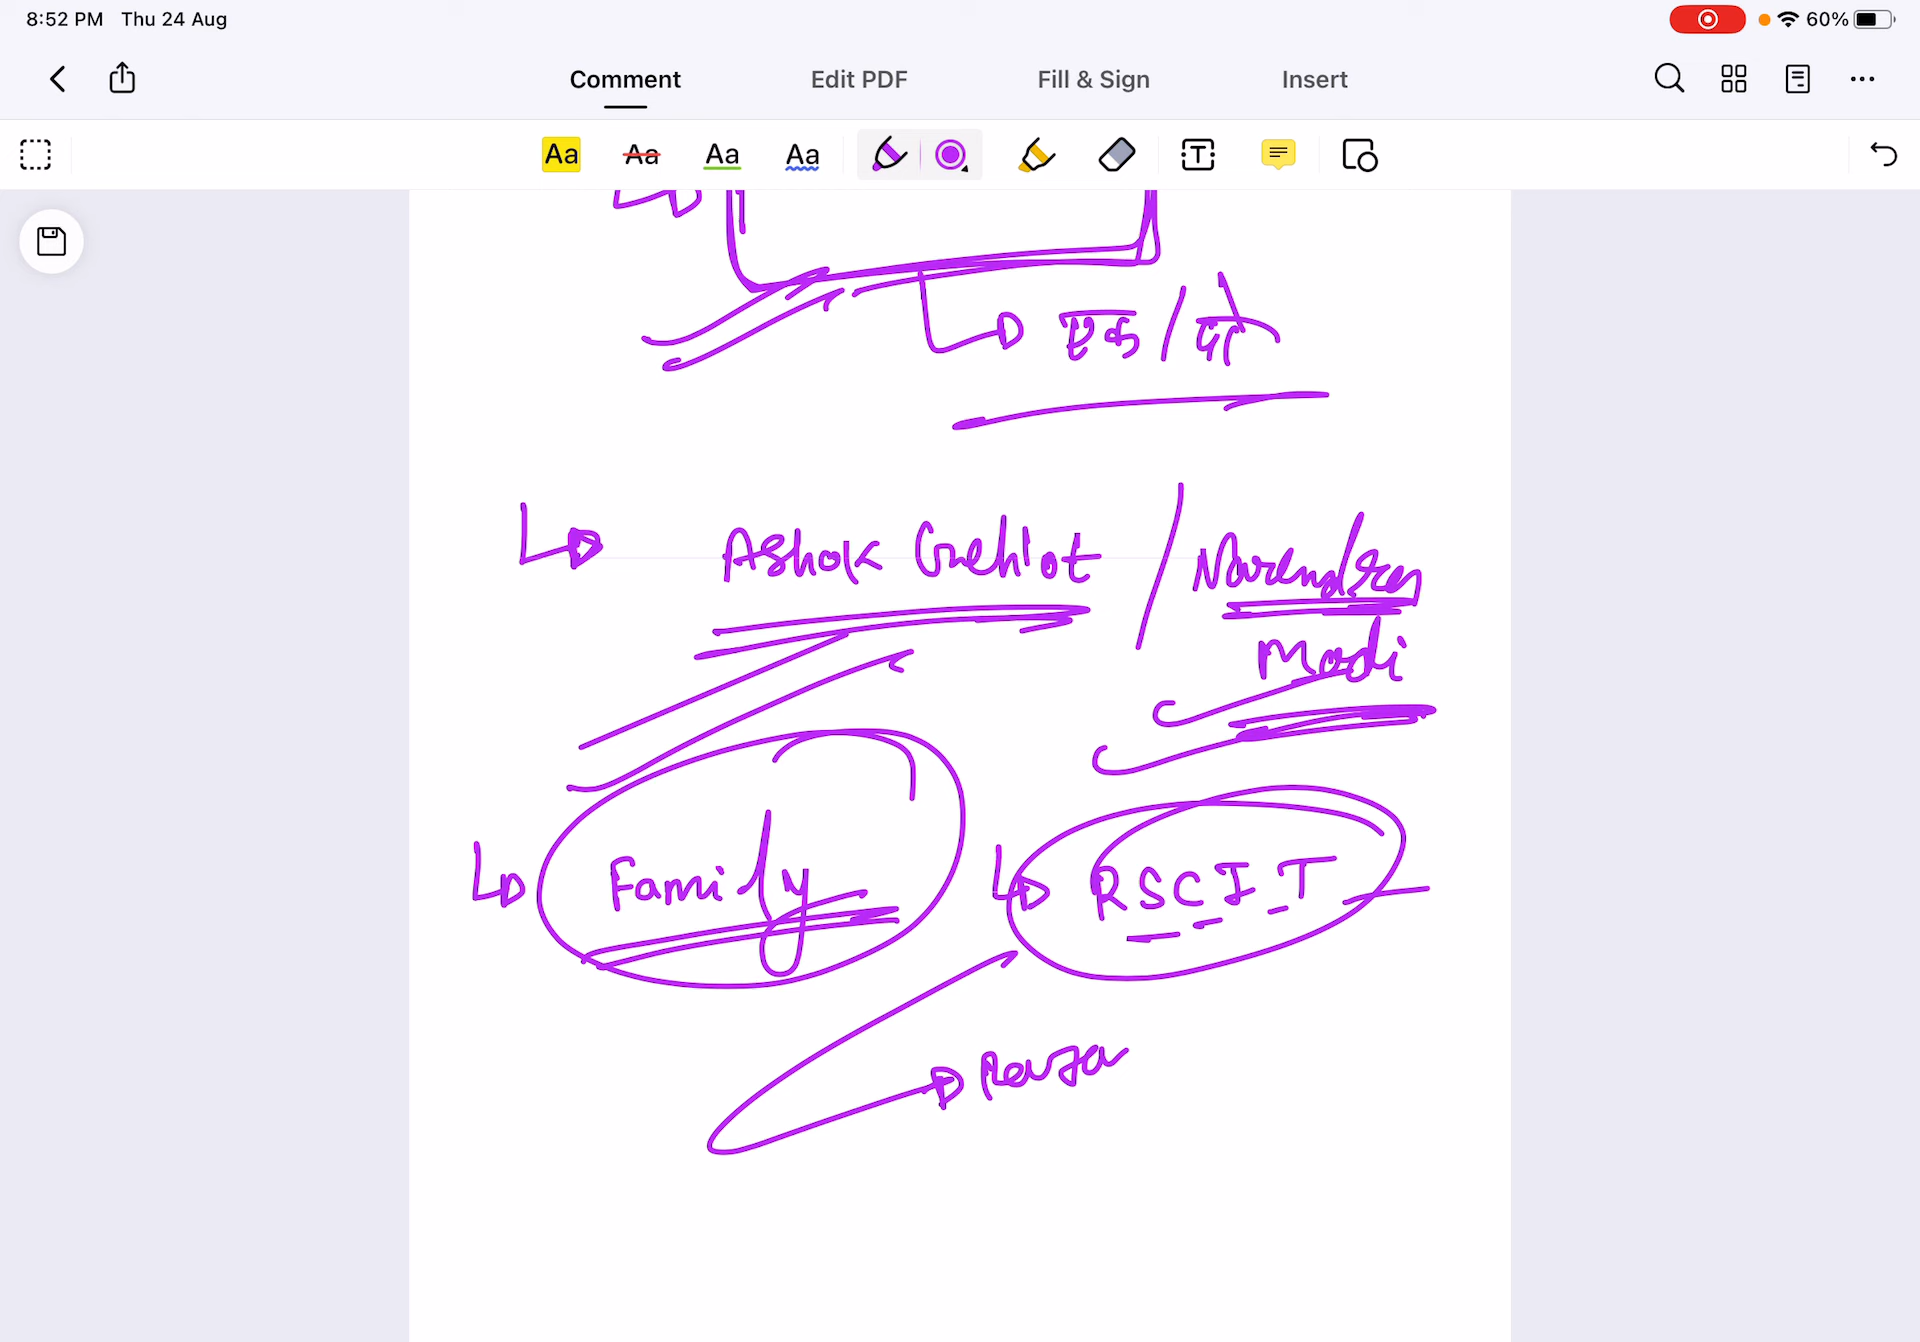 8:52 PM Thu 24 Aug
60%
Comment Edit PDF Fill & Sign Insert
Aa Aa Aa Aa T
Ashok Gehlot / Narendra
Modi
Family RSCIT